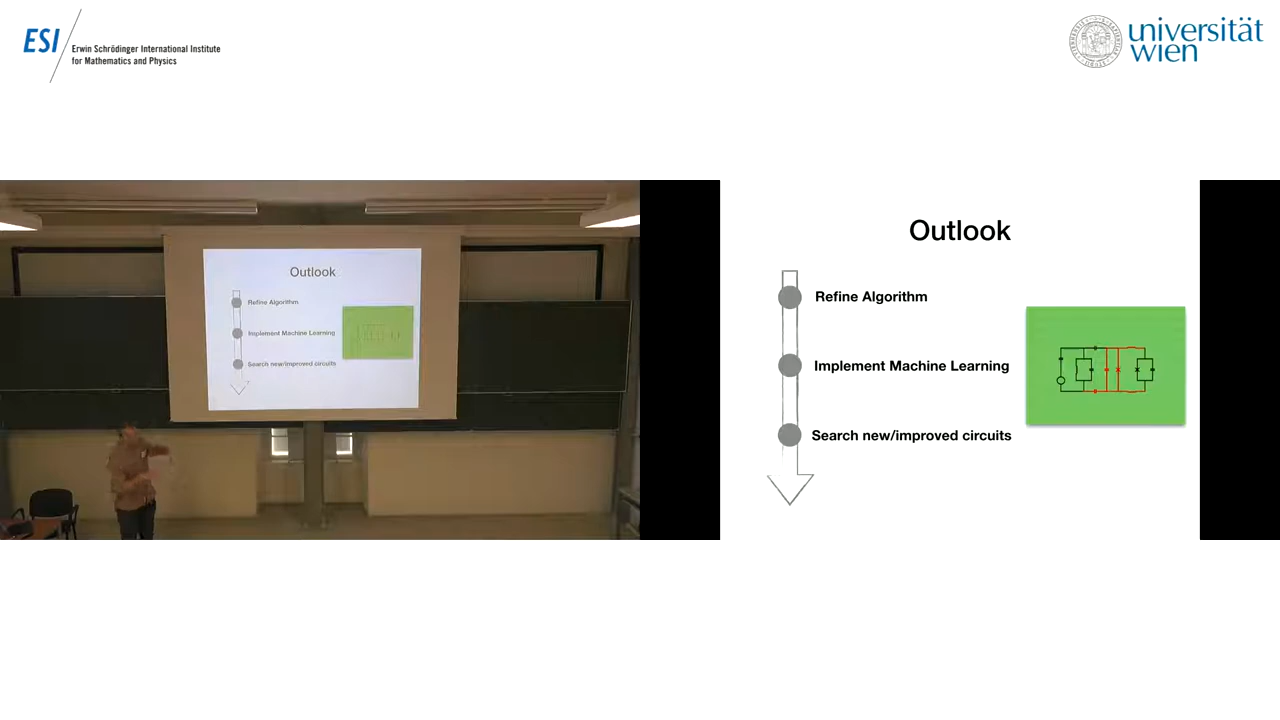 ESI
Erwin Schrödinger International Institute
for Mathematics and Physics
universität
wien
Outlook
Refine Algorithm
Implement Machine Learning
Search new/improved circuits
Outlook
Refine Algorithm
Implement Machine Learning
Search new/improved circuits